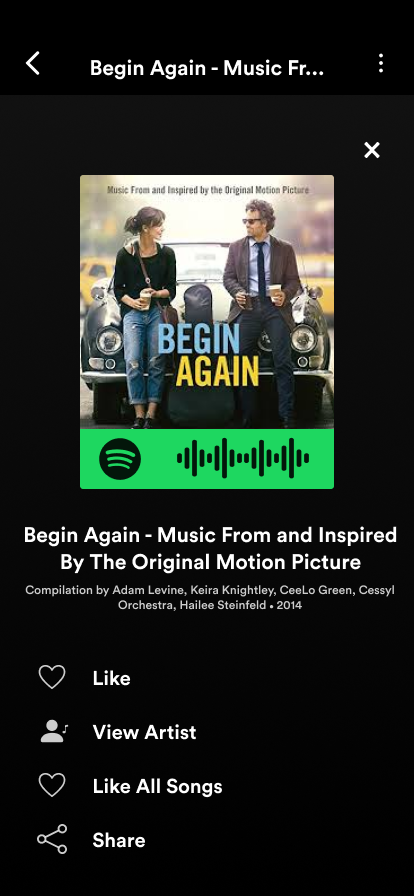 Begin Again - Music Fr...
Music From and Inspired by the Original Motion Picture
BEGIN
AGAIN
Begin Again - Music From and Inspired
By The Original Motion Picture
Compilation by Adam Levine, Keira Knightley, CeeLo Green, Cessyl
Orchestra, Hailee Steinfeld • 2014
Like
View Artist
Like All Songs
Share